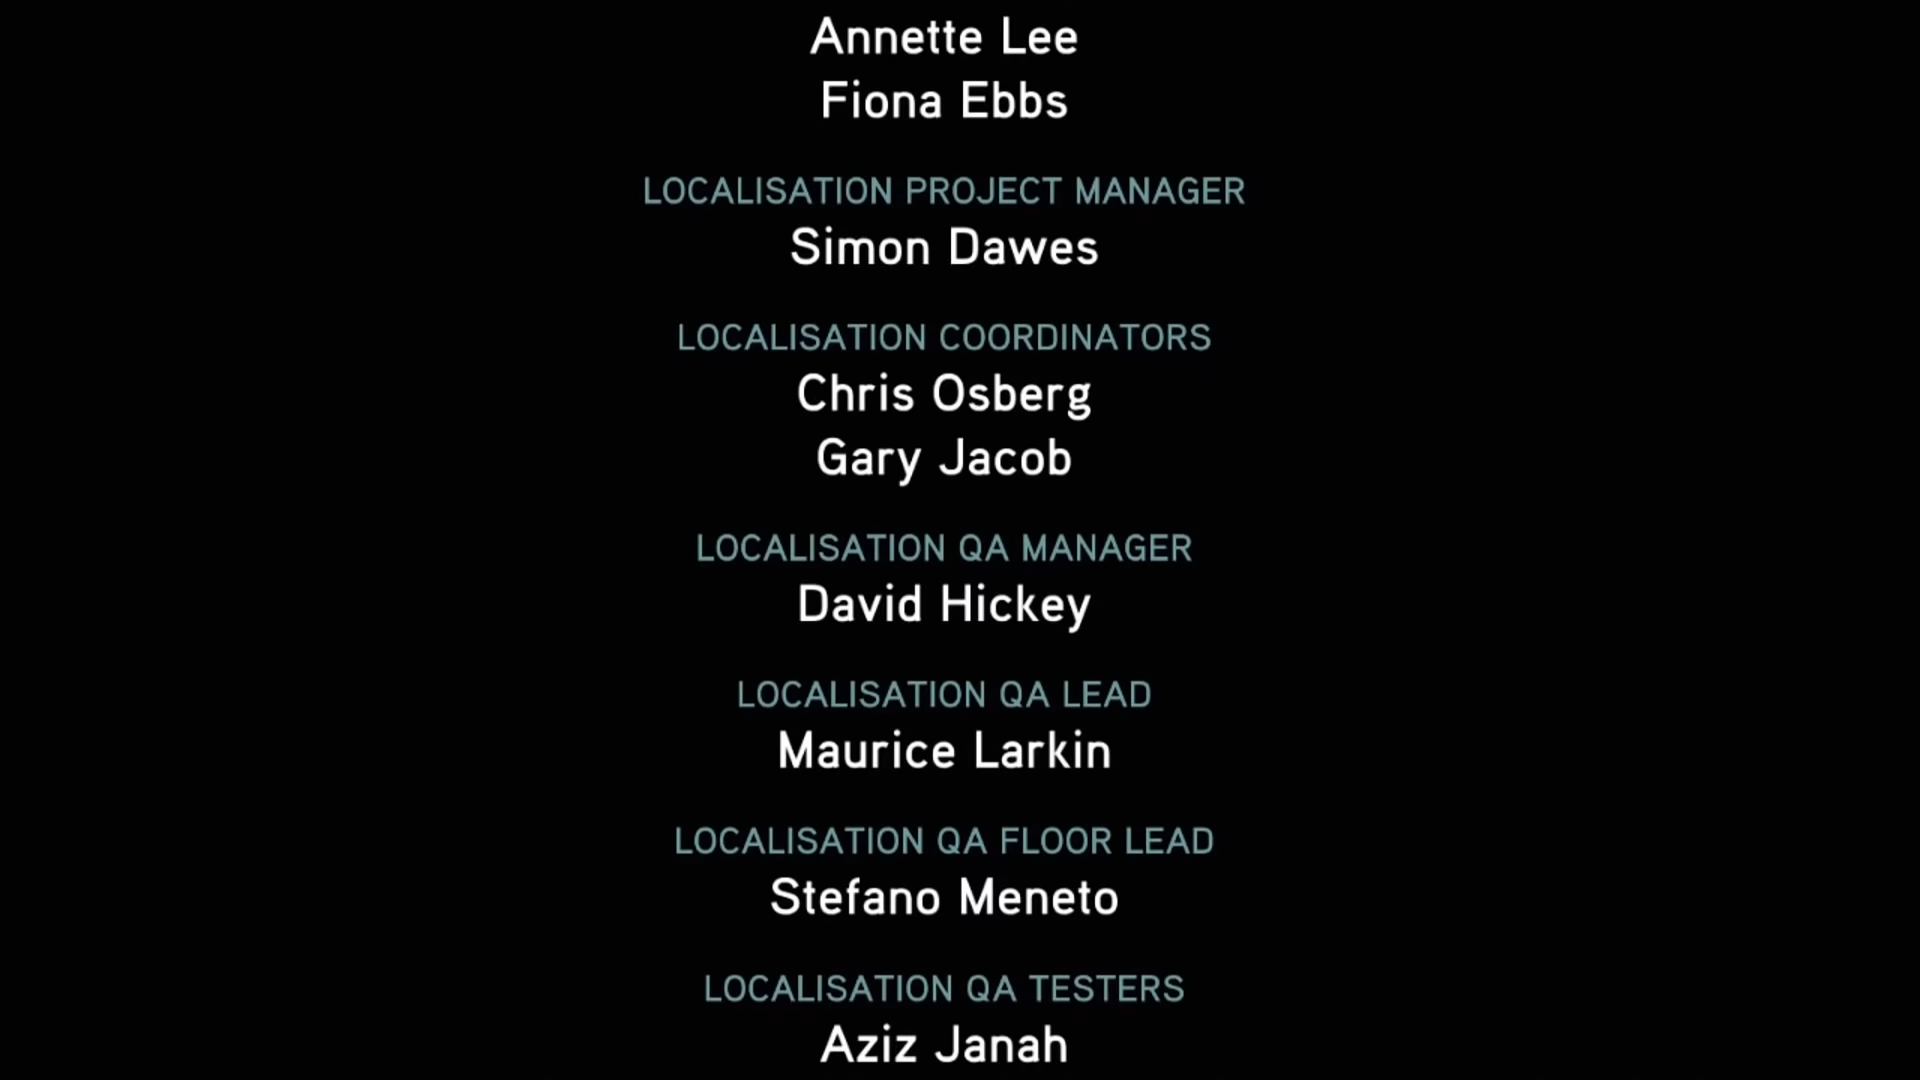 Annette Lee
Fiona Ebbs
LOCALISATION PROJECT MANAGER
Simon Dawes
LOCALISATION COORDINATORS
Chris Osberg
Gary Jacob
LOCALISATION QA MANAGER
David Hickey
LOCALISATION QA LEAD
Maurice Larkin
LOCALISATION QA FLOOR LEAD
Stefano Meneto
LOCALISATION QA TESTERS
Aziz Janah